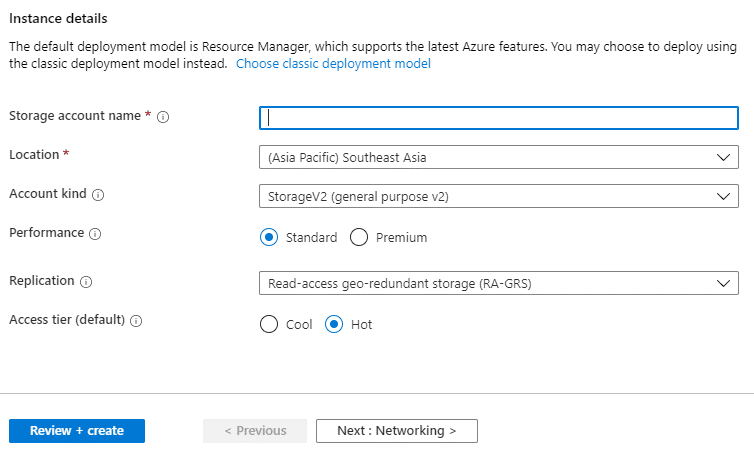 Instance details
The default deployment model is Resource Manager, which supports the latest Azure features. You may choose to deploy using
the classic deployment model instead. Choose classic deployment model
Storage account name *
Location *
(Asia Pacific) Southeast Asia
Account kind
StorageV2 (general purpose v2)
Performance
Standard Premium
Replication
Read-access geo-redundant storage (RA-GRS)
Access tier (default)
Cool Hot
Review + create < Previous Next : Networking >